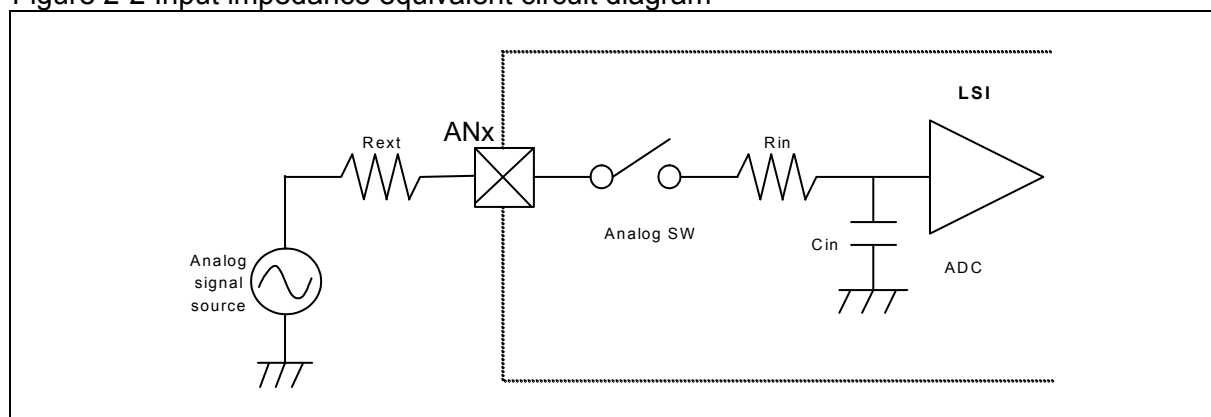 Figure 2-2 Input impedance equivalent circuit diagram
LSI
ANx
Rext
Rin
Analog SW
Cin
ADC
Analog
signal
source